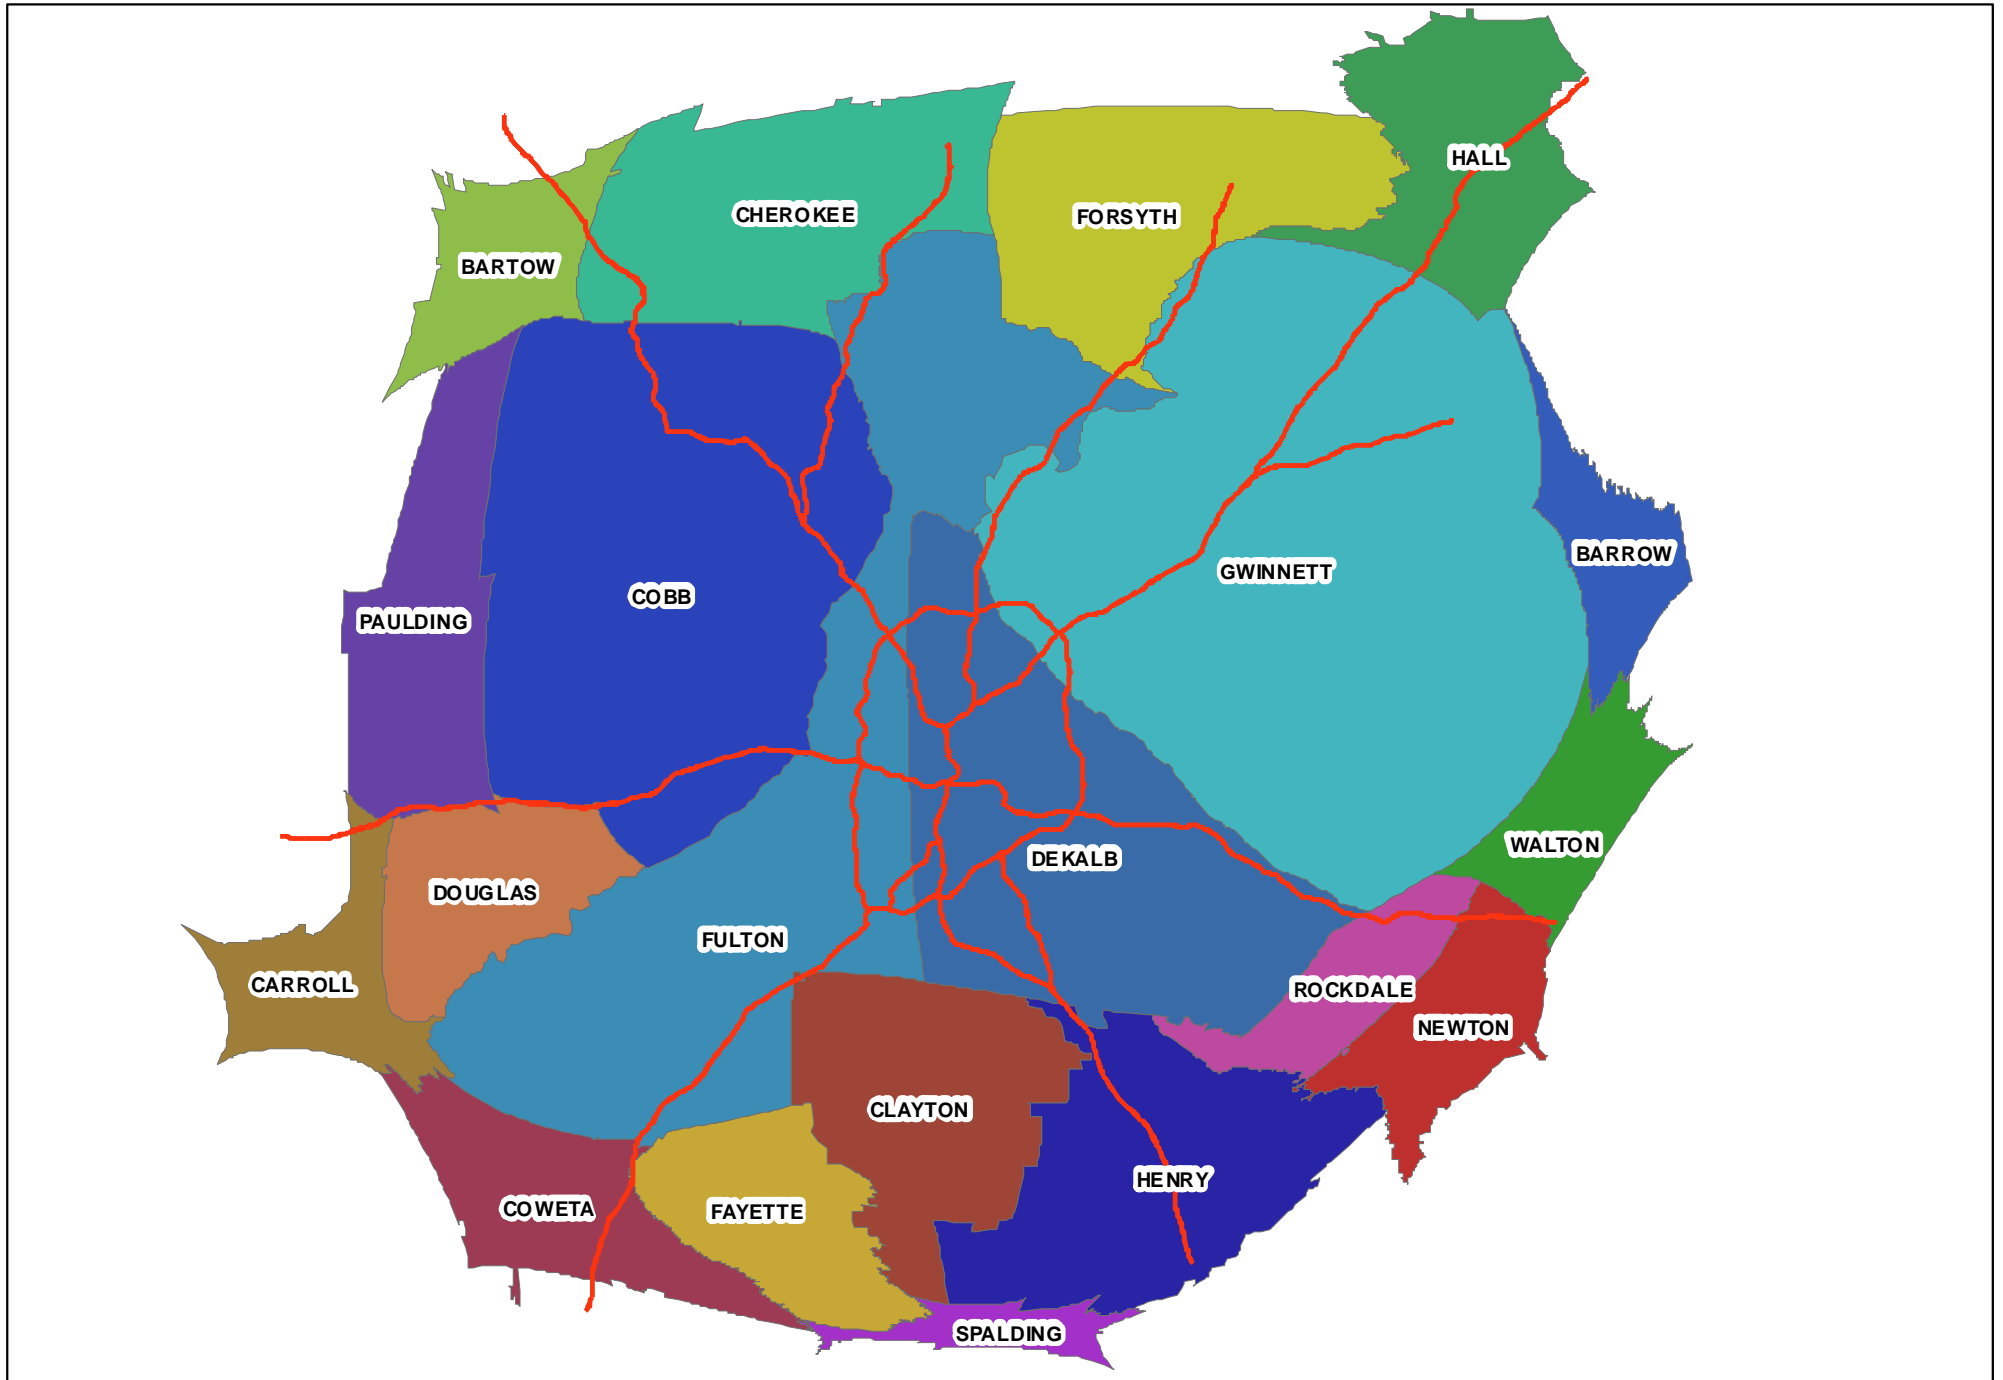 HALL
CHEROKEE
FORSYTH
BARTOW
BARROW
GWINNETT
COBB
PAULDING
WALTON
DEKALB
DOUGLAS
FULTON
CARROLL
ROCKDALE
NEWTON
CLAYTON
HENRY
COWETA
FAYETTE
SPALDING